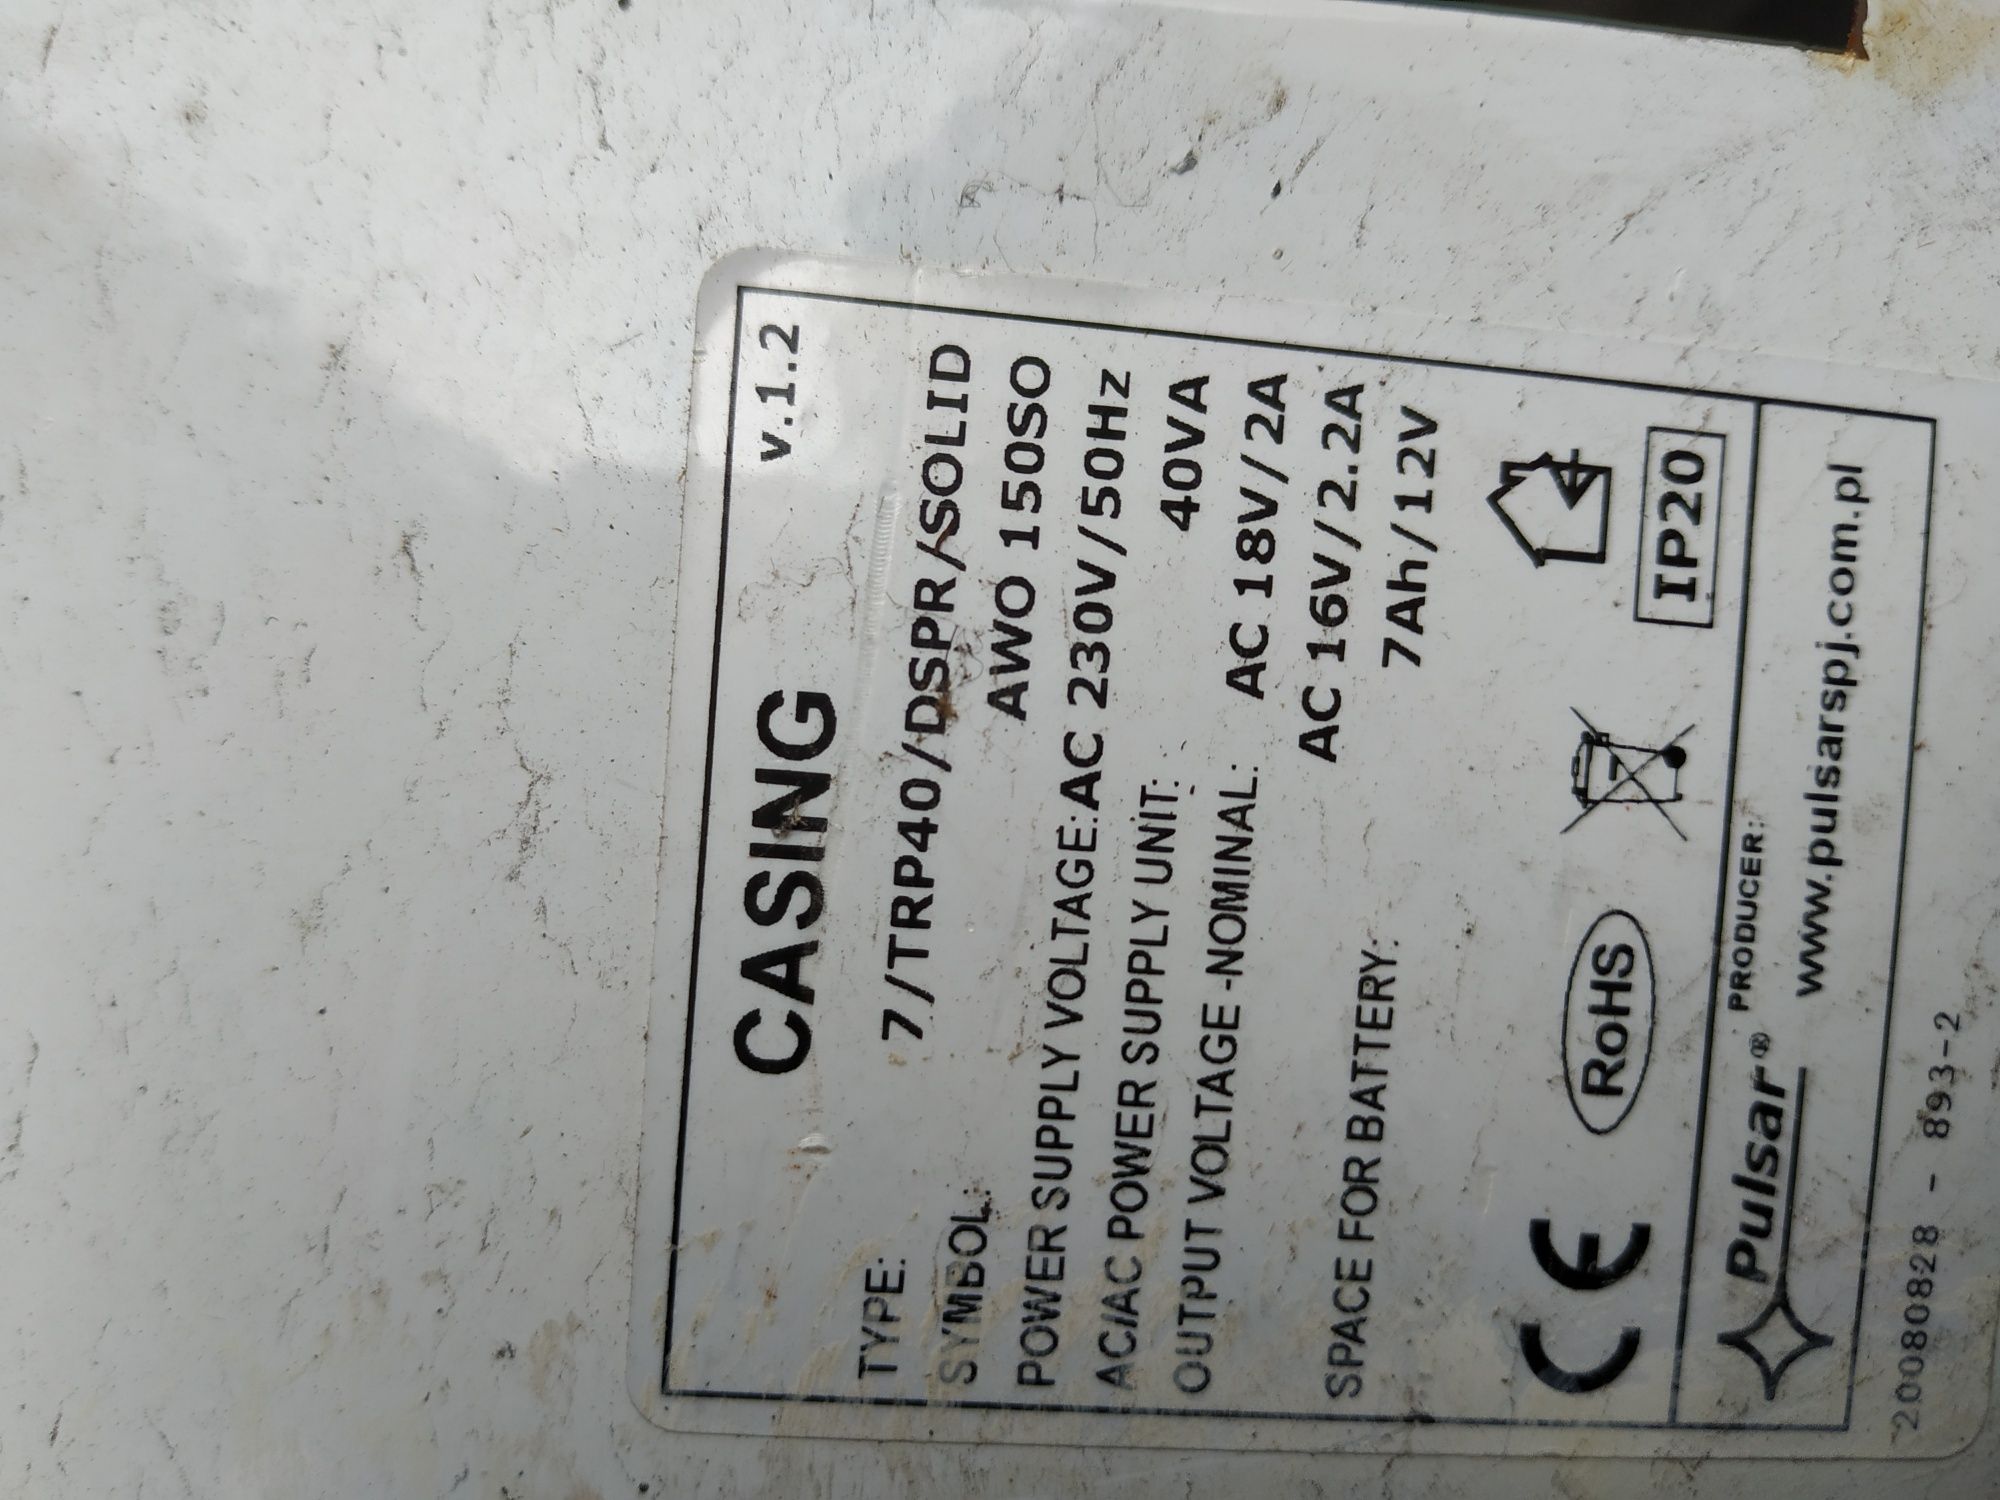 CASING v.1.2
TYPE: 7/TRP40/DSPR/SOLID
SYMBOL: AWO 150SO
POWER SUPPLY VOLTAGE: AC 230V/50Hz
AC/AC POWER SUPPLY UNIT: 40VA
OUTPUT VOLTAGE -NOMINAL: AC 18V/2A
AC 16V/2.2A
SPACE FOR BATTERY: 7Ah/12V
CE RoHS IP20
Pulsar® PRODUCER:
www.pulsarspj.com.pl
20080828 - 893-2